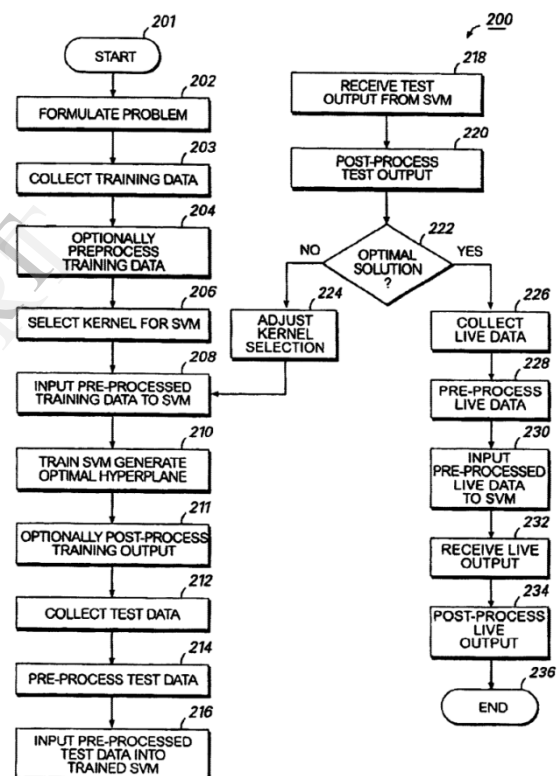 201
START
202
FORMULATE PROBLEM
203
COLLECT TRAINING DATA
204
OPTIONALLY
PREPROCESS
TRAINING DATA
206
SELECT KERNEL FOR SVM
208
INPUT PRE-PROCESSED
TRAINING DATA TO SVM
210
TRAIN SVM GENERATE
OPTIMAL HYPERPLANE
211
OPTIONALLY POST-PROCESS
TRAINING OUTPUT
212
COLLECT TEST DATA
214
PRE-PROCESS TEST DATA
216
INPUT PRE-PROCESSED
TEST DATA INTO
TRAINED SVM
200
218
RECEIVE TEST
OUTPUT FROM SVM
220
POST-PROCESS
TEST OUTPUT
222
OPTIMAL
SOLUTION
?
NO
YES
224
ADJUST
KERNEL
SELECTION
226
COLLECT
LIVE DATA
228
PRE-PROCESS
LIVE DATA
230
INPUT
PRE-PROCESSED
LIVE DATA
TO SVM
232
RECEIVE LIVE
OUTPUT
234
POST-PROCESS
LIVE
OUTPUT
236
END